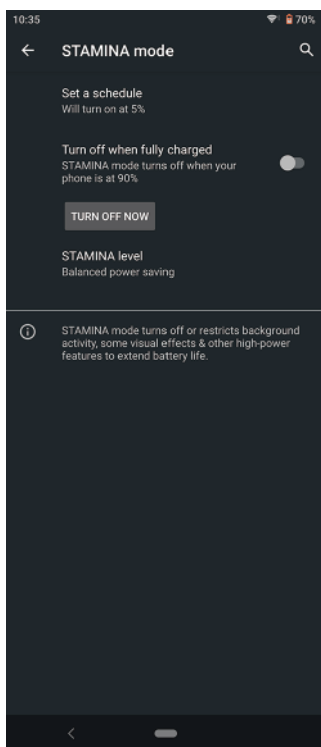 10:35
70%
STAMINA mode
Set a schedule
Will turn on at 5%
Turn off when fully charged
STAMINA mode turns off when your
phone is at 90%
TURN OFF NOW
STAMINA level
Balanced power saving
STAMINA mode turns off or restricts background
activity, some visual effects & other high-power
features to extend battery life.